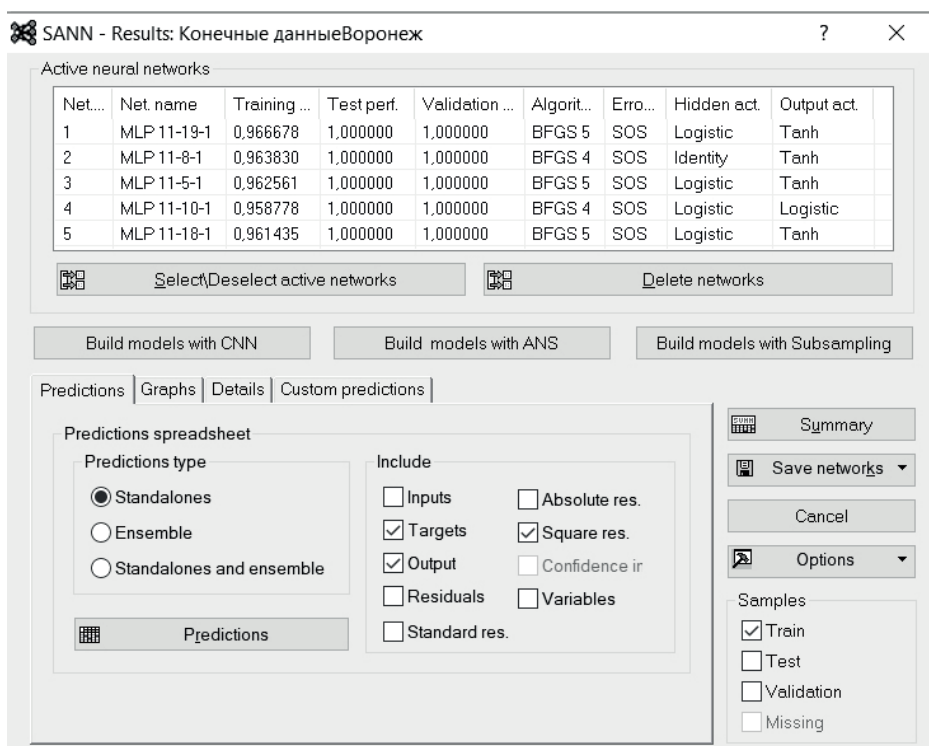 SANN - Results: Конечные данныеВоронеж ? ×
Active neural networks
Net.... Net. name Training ... Test perf. Validation ... Algorit... Erro... Hidden act. Output act.
1 MLP 11-19-1 0,966678 1,000000 1,000000 BFGS 5 SOS Logistic Tanh
2 MLP 11-8-1 0,963830 1,000000 1,000000 BFGS 4 SOS Identity Tanh
3 MLP 11-5-1 0,962561 1,000000 1,000000 BFGS 5 SOS Logistic Tanh
4 MLP 11-10-1 0,958778 1,000000 1,000000 BFGS 4 SOS Logistic Logistic
5 MLP 11-18-1 0,961435 1,000000 1,000000 BFGS 5 SOS Logistic Tanh
Select\Deselect active networks Delete networks
Build models with CNN Build models with ANS Build models with Subsampling
Predictions Graphs Details Custom predictions
Predictions spreadsheet
Predictions type
Standalones
Ensemble
Standalones and ensemble
Predictions
Include
Inputs Absolute res.
Targets Square res.
Output Confidence ir
Residuals Variables
Standard res.
Summary
Save networks
Cancel
Options
Samples
Train
Test
Validation
Missing